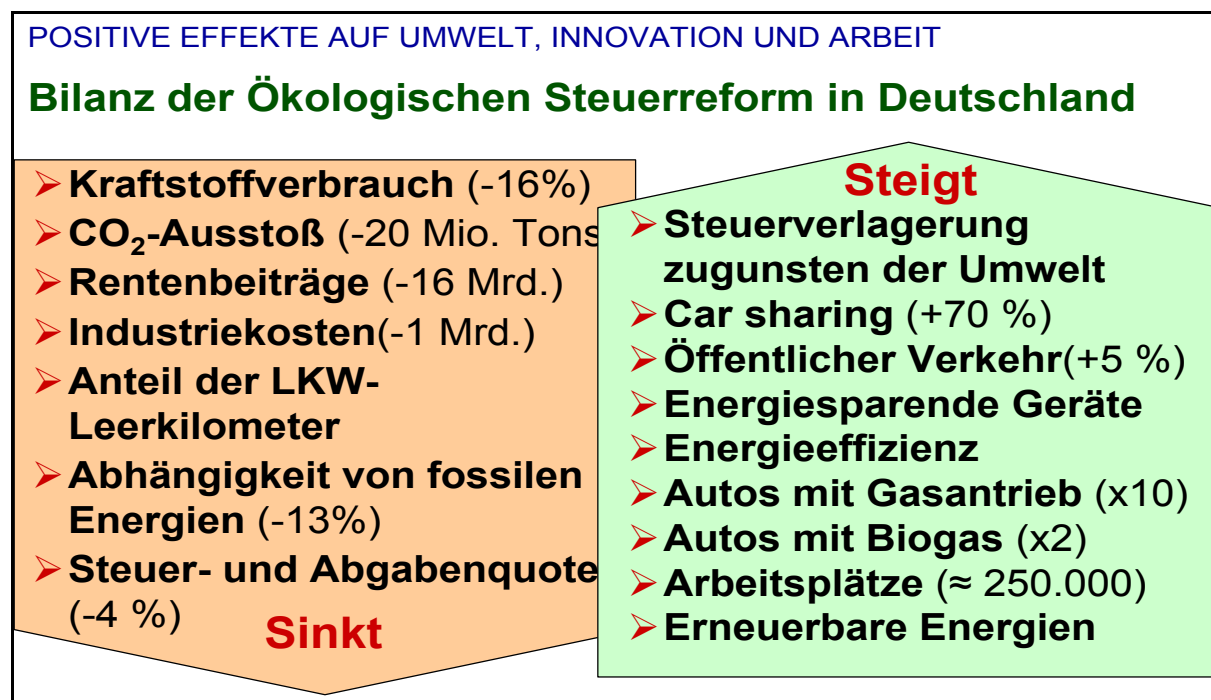 POSITIVE EFFEKTE AUF UMWELT, INNOVATION UND ARBEIT
Bilanz der Ökologischen Steuerreform in Deutschland
➢ Kraftstoffverbrauch (-16%)
➢ CO₂-Ausstoß (-20 Mio. Tons
➢ Rentenbeiträge (-16 Mrd.)
➢ Industriekosten(-1 Mrd.)
➢ Anteil der LKW-
Leerkilometer
➢ Abhängigkeit von fossilen
Energien (-13%)
➢ Steuer- und Abgabenquote
(-4 %)
Sinkt
Steigt
➢ Steuerverlagerung
zugunsten der Umwelt
➢ Car sharing (+70 %)
➢ Öffentlicher Verkehr(+5 %)
➢ Energiesparende Geräte
➢ Energieeffizienz
➢ Autos mit Gasantrieb (x10)
➢ Autos mit Biogas (x2)
➢ Arbeitsplätze (≈ 250.000)
➢ Erneuerbare Energien